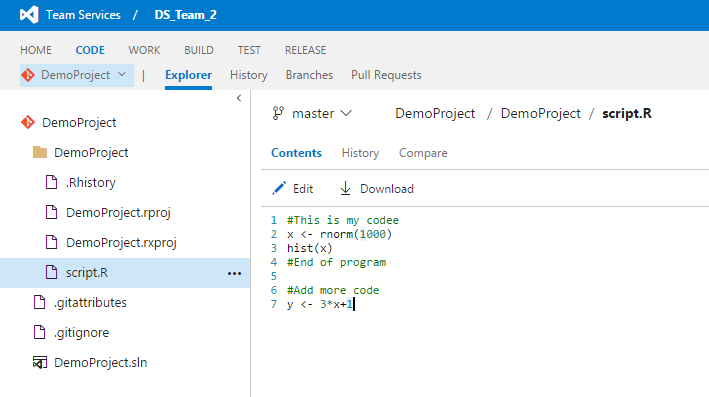 Team Services / DS_Team_2
HOME CODE WORK BUILD TEST RELEASE
DemoProject | Explorer History Branches Pull Requests
DemoProject
DemoProject
.Rhistory
DemoProject.rproj
DemoProject.rxproj
script.R ...
.gitattributes
.gitignore
DemoProject.sln
master DemoProject / DemoProject / script.R
Contents History Compare
Edit Download
1 #This is my codee
2 x <- rnorm(1000)
3 hist(x)
4 #End of program
5
6 #Add more code
7 y <- 3*x+1